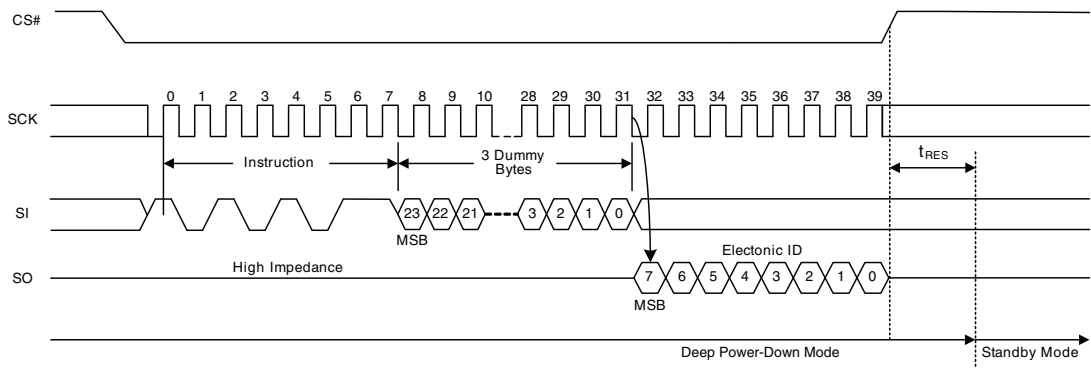 CS#
0 1 2 3 4 5 6 7 8 9 10 28 29 30 31 32 33 34 35 36 37 38 39
SCK
Instruction
3 Dummy
Bytes
tRES
SI
23 22 21 3 2 1 0
MSB
High Impedance
Electonic ID
SO
7 6 5 4 3 2 1 0
MSB
Deep Power-Down Mode
Standby Mode